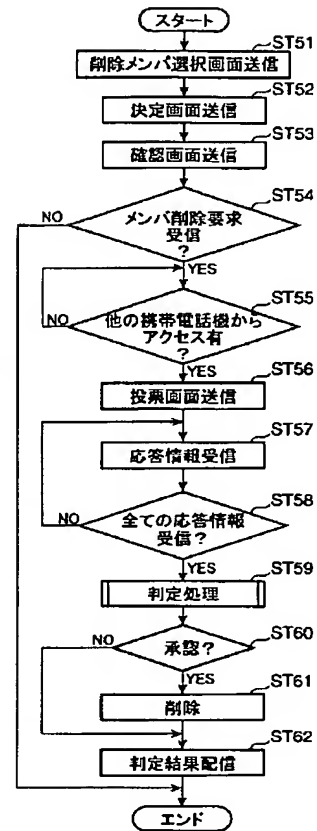 スタート
ST51
削除メンバ選択画面送信
ST52
決定画面送信
ST53
確認画面送信
ST54
NO
メンバ削除要求
受信
?
YES
ST55
NO
他の携帯電話機から
アクセス有
?
YES
ST56
投票画面送信
ST57
応答情報受信
ST58
NO
全ての応答情報
受信?
YES
ST59
判定処理
ST60
NO
承認?
YES
ST61
削除
ST62
判定結果配信
エンド